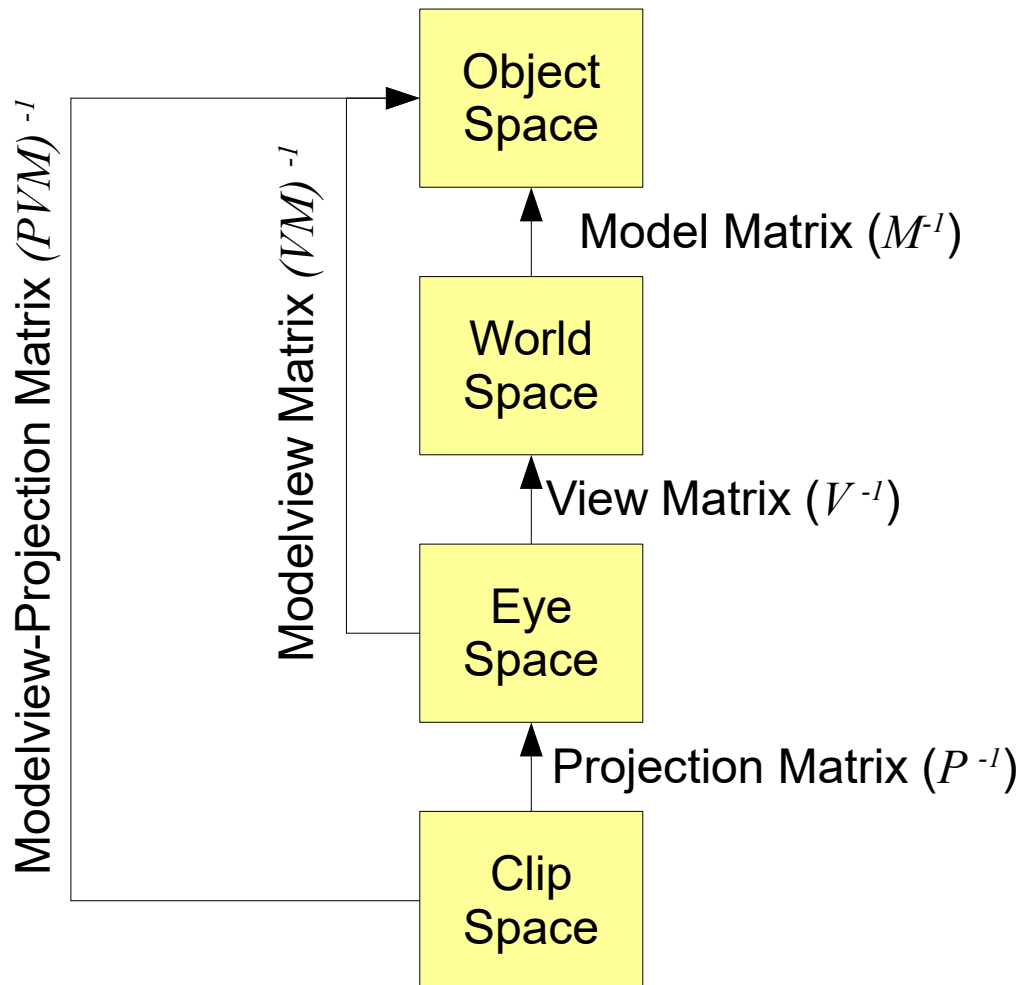 Object
Space
Model Matrix (M⁻¹)
World
Space
View Matrix (V ⁻¹)
Eye
Space
Projection Matrix (P ⁻¹)
Clip
Space
Modelview Matrix (VM) ⁻¹
Modelview-Projection Matrix (PVM) ⁻¹